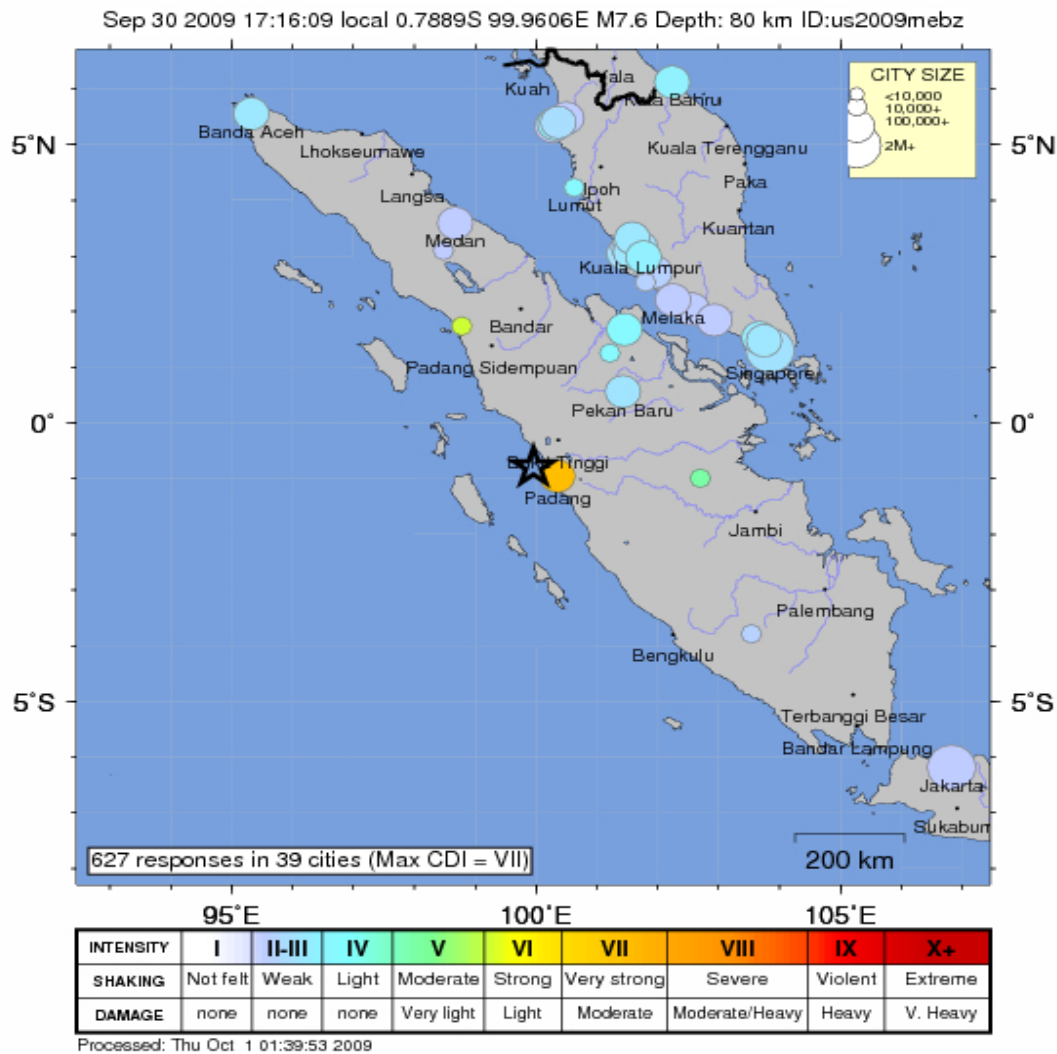 Sep 30 2009 17:16:09 local 0.7889S 99.9606E M7.6 Depth: 80 km ID:us2009mebz
CITY SIZE
<10,000
10,000+
100,000+
2M+
Kuah
Banda Aceh
Lhokseumawe
Kuala Terengganu
5˚N
5˚N
Langsa
Ipoh
Paka
Lumut
Kuantan
Medan
Kuala Lumpur
Bandar
Melaka
Padang Sidempuan
Singapore
Pekan Baru
0˚
0˚
Bukit Tinggi
Padang
Jambi
Palembang
Bengkulu
5˚S
5˚S
Terbanggi Besar
Bandar Lampung
Jakarta
Sukabum
627 responses in 39 cities (Max CDI = VII)
200 km
95˚E 100˚E 105˚E
INTENSITY I II-III IV V VI VII VIII IX X+
SHAKING Not felt Weak Light Moderate Strong Very strong Severe Violent Extreme
DAMAGE none none none Very light Light Moderate Moderate/Heavy Heavy V. Heavy
Processed: Thu Oct 1 01:39:53 2009